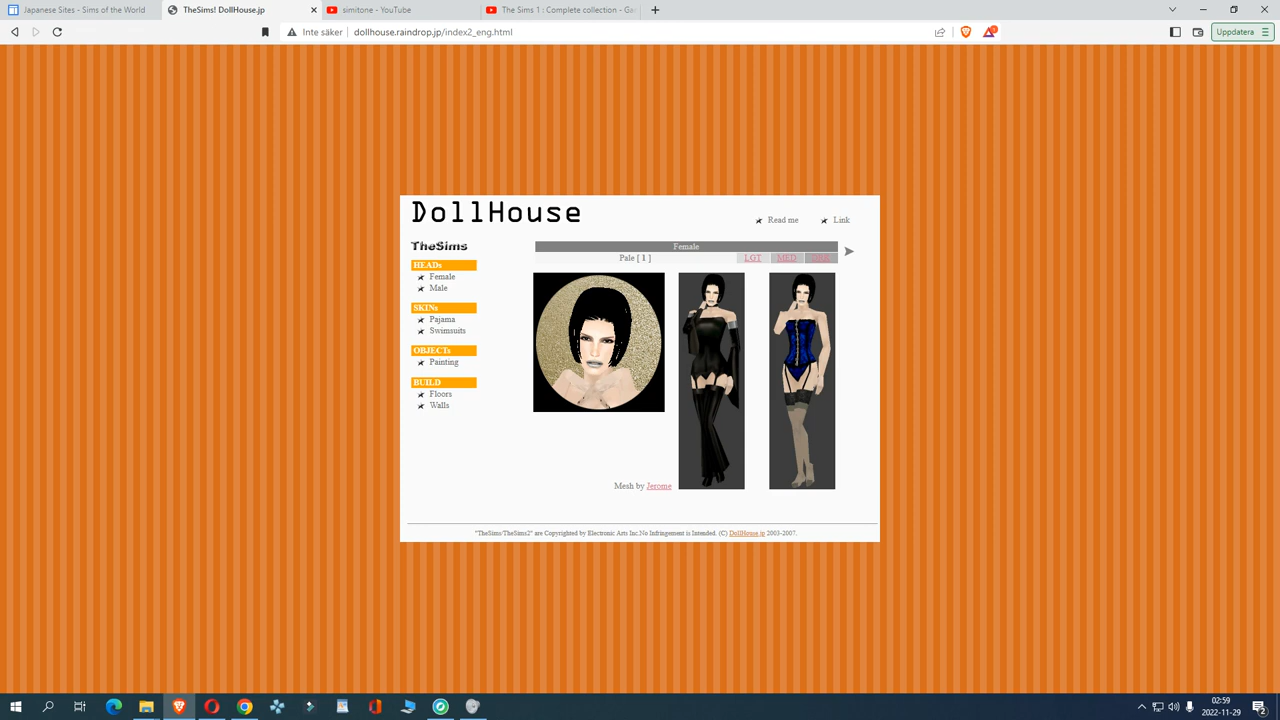 Japanese Sites - Sims of the World
TheSims! DollHouse.jp
simitone - YouTube
The Sims 1 : Complete collection - Ga
Inte säker
dollhouse.raindrop.jp/index2_eng.html
Uppdatera
DollHouse
Read me
Link
TheSims
HEADs
Female
Male
SKINs
Pajama
Swimsuits
OBJECTs
Painting
BUILD
Floors
Walls
Female
Pale [ 1 ]
LGT
MED
Mesh by Jerome
"TheSims/TheSims2" are Copyrighted by Electronic Arts Inc.No Infringement is Intended. (C) DollHouse.jp 2003-2007.
02:59
2022-11-29
2